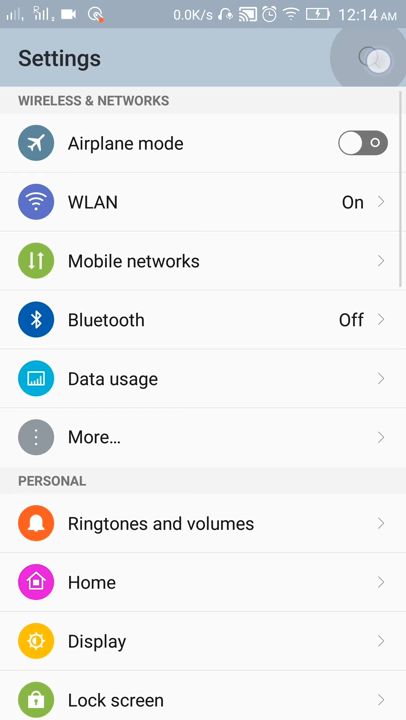 0.0K/s 12:14 AM
Settings
WIRELESS & NETWORKS
Airplane mode
WLAN On
Mobile networks
Bluetooth Off
Data usage
More...
PERSONAL
Ringtones and volumes
Home
Display
Lock screen